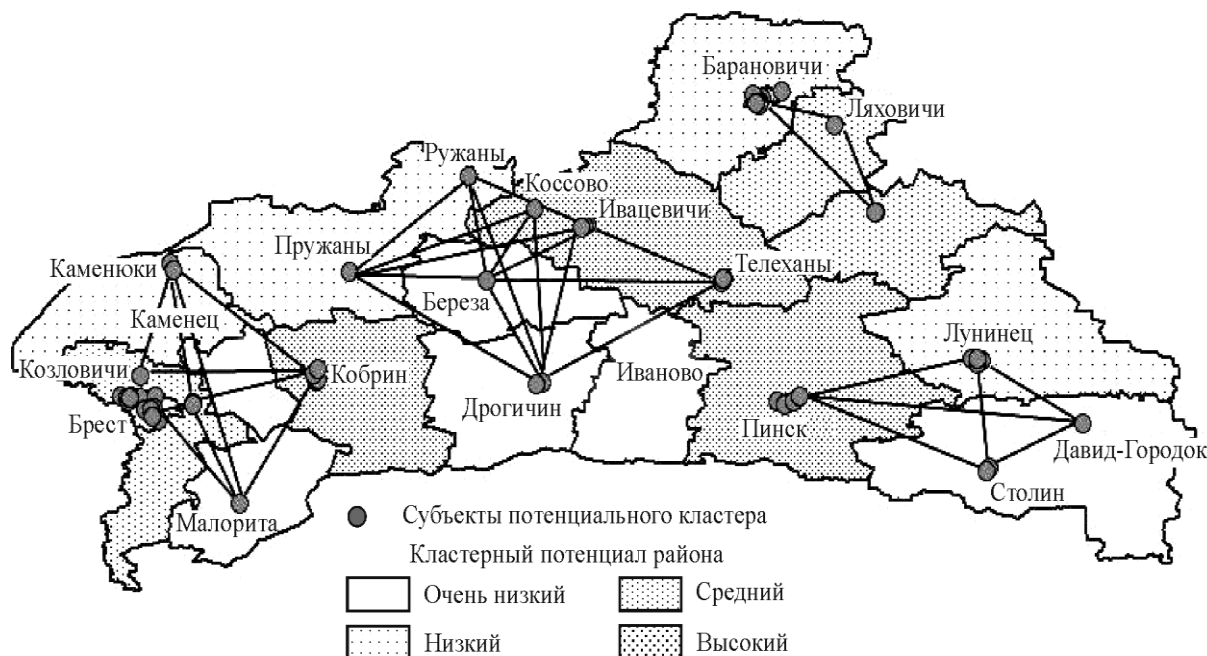 Барановичи
Ляховичи
Ружаны
Коссово
Ивацевичи
Пружаны
Каменюки
Телеханы
Береза
Каменец
Лунинец
Козловичи
Кобрин
Иваново
Дрогичин
Брест
Пинск
Давид-Городок
Столин
Малорита
Субъекты потенциального кластера
Кластерный потенциал района
Очень низкий
Средний
Низкий
Высокий